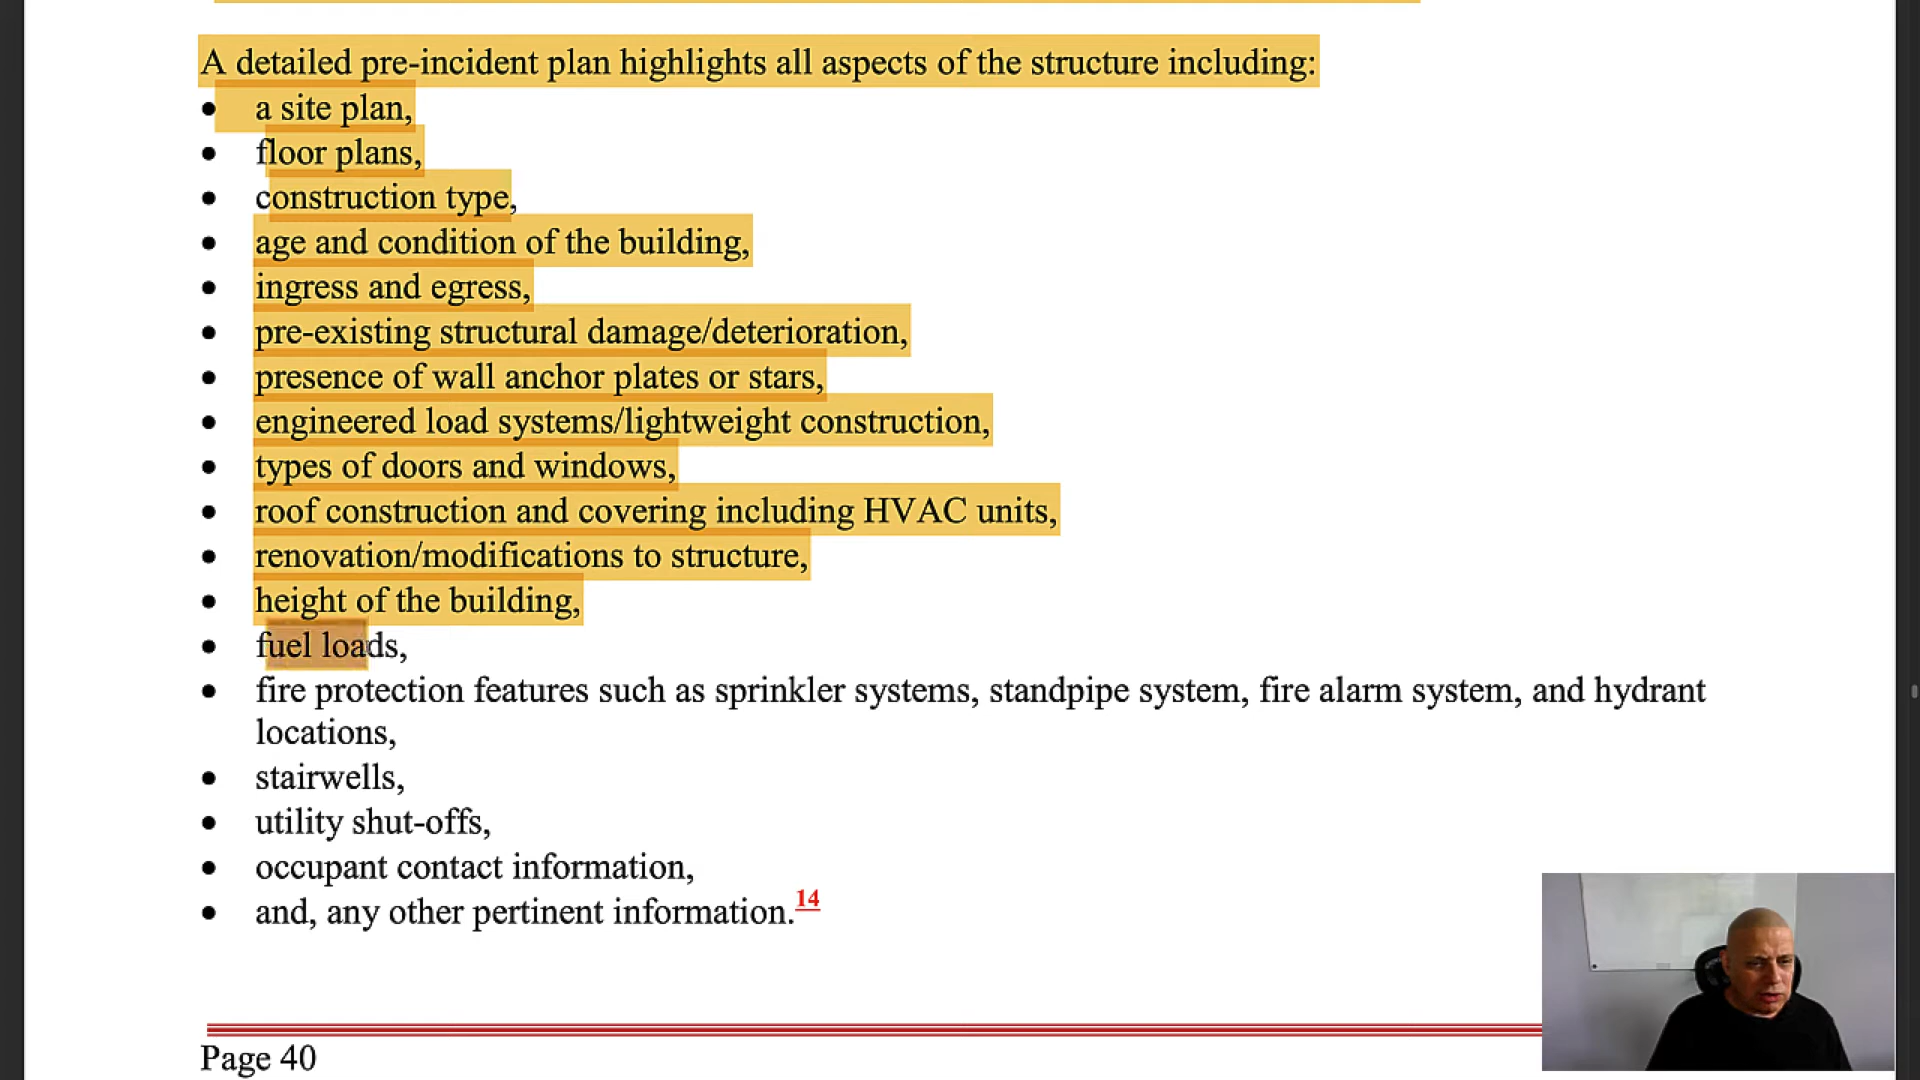 A detailed pre-incident plan highlights all aspects of the structure including:
• a site plan,
• floor plans,
• construction type,
• age and condition of the building,
• ingress and egress,
• pre-existing structural damage/deterioration,
• presence of wall anchor plates or stars,
• engineered load systems/lightweight construction,
• types of doors and windows,
• roof construction and covering including HVAC units,
• renovation/modifications to structure,
• height of the building,
• fuel loads,
• fire protection features such as sprinkler systems, standpipe system, fire alarm system, and hydrant
locations,
• stairwells,
• utility shut-offs,
• occupant contact information,
• and, any other pertinent information.14
Page 40